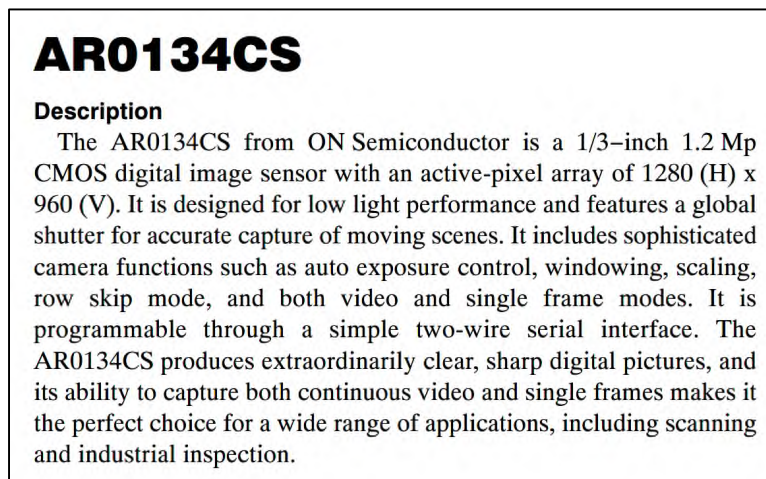 AR0134CS
Description
The AR0134CS from ON Semiconductor is a 1/3−inch 1.2 Mp
CMOS digital image sensor with an active-pixel array of 1280 (H) x
960 (V). It is designed for low light performance and features a global
shutter for accurate capture of moving scenes. It includes sophisticated
camera functions such as auto exposure control, windowing, scaling,
row skip mode, and both video and single frame modes. It is
programmable through a simple two-wire serial interface. The
AR0134CS produces extraordinarily clear, sharp digital pictures, and
its ability to capture both continuous video and single frames makes it
the perfect choice for a wide range of applications, including scanning
and industrial inspection.